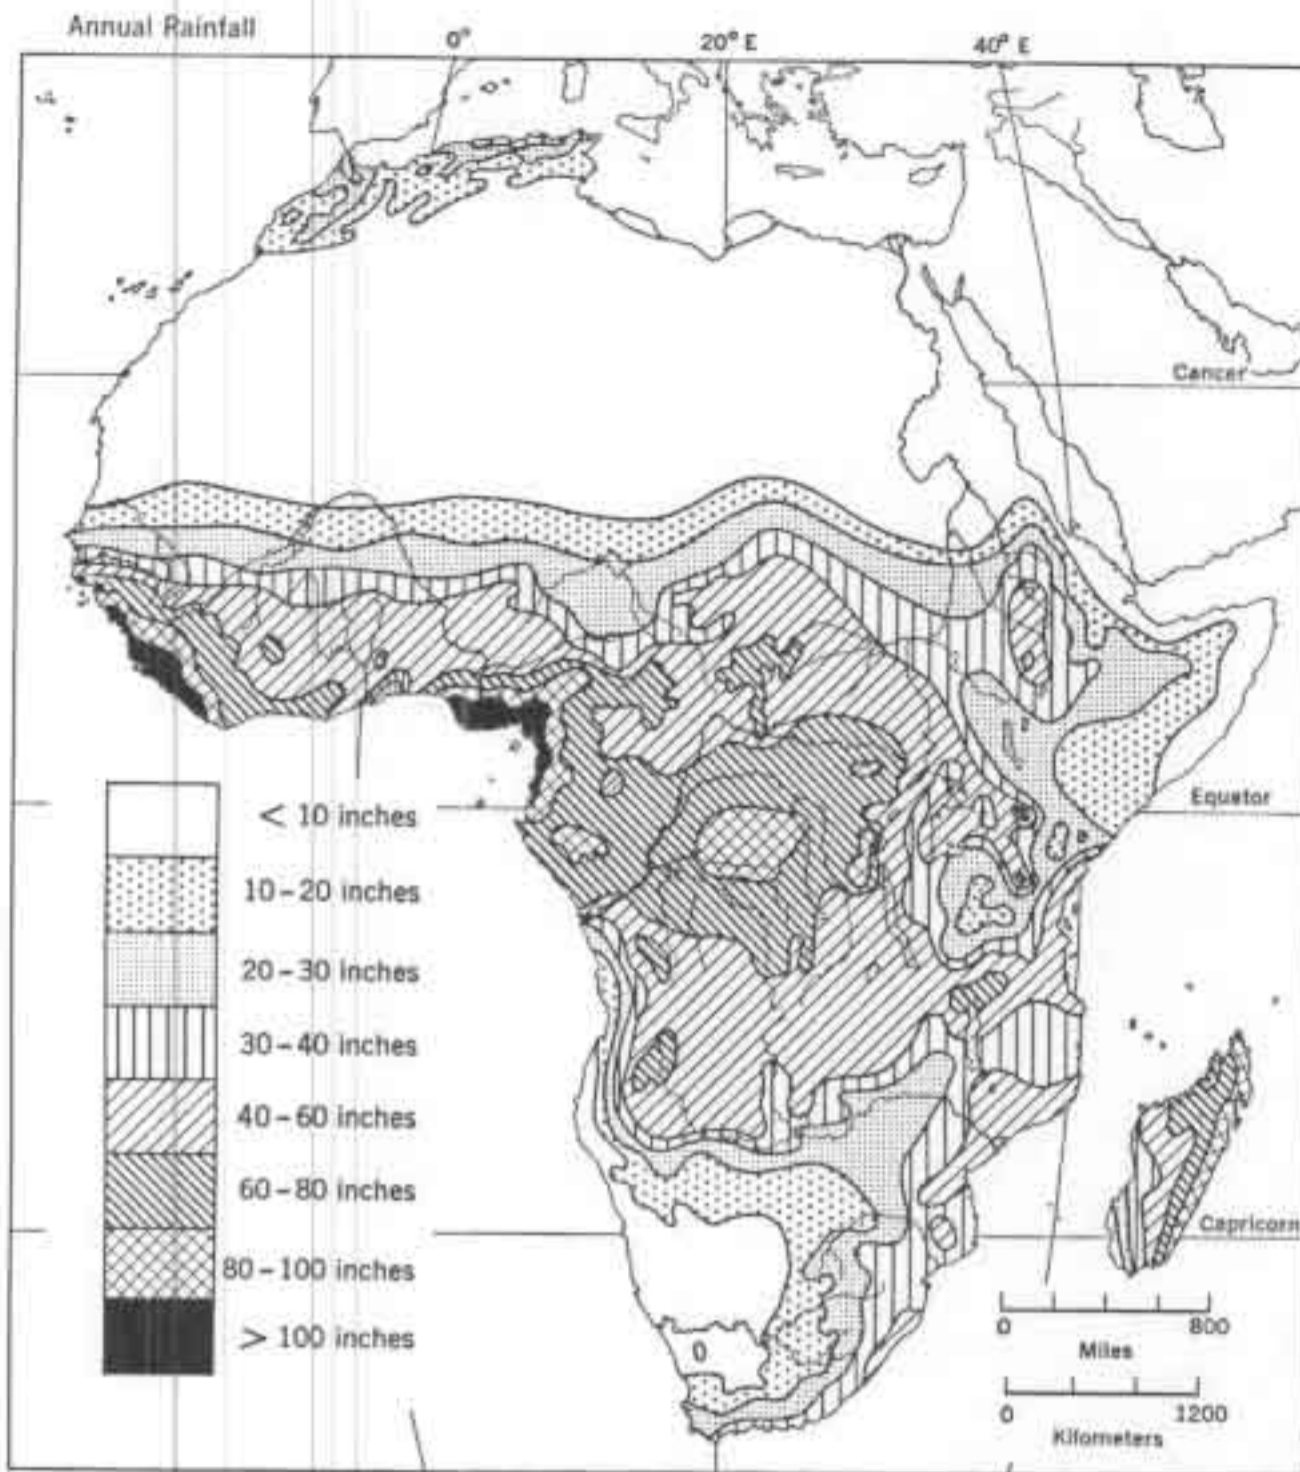 Annual Rainfall
0°
20° E
40° E
Cancer
< 10 inches
Equator
10 – 20 inches
20 – 30 inches
30 – 40 inches
40 – 60 inches
60 – 80 inches
Capricorn
80 – 100 inches
> 100 inches
0 800
Miles
0 1200
Kilometers